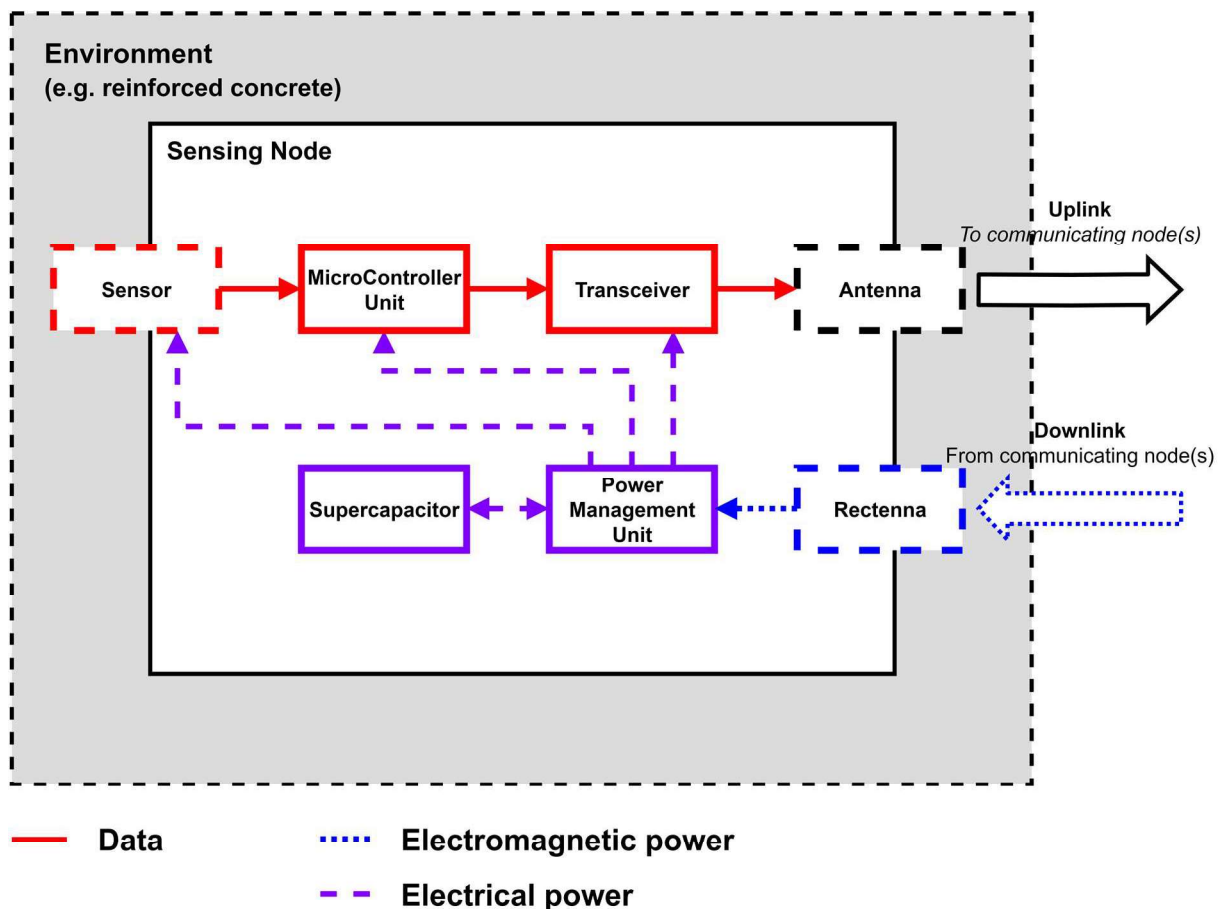 Environment
(e.g. reinforced concrete)
Sensing Node
Uplink
To communicating node(s)
Sensor
MicroController
Unit
Transceiver
Antenna
Downlink
From communicating node(s)
Supercapacitor
Power
Management
Unit
Rectenna
Data
Electromagnetic power
Electrical power